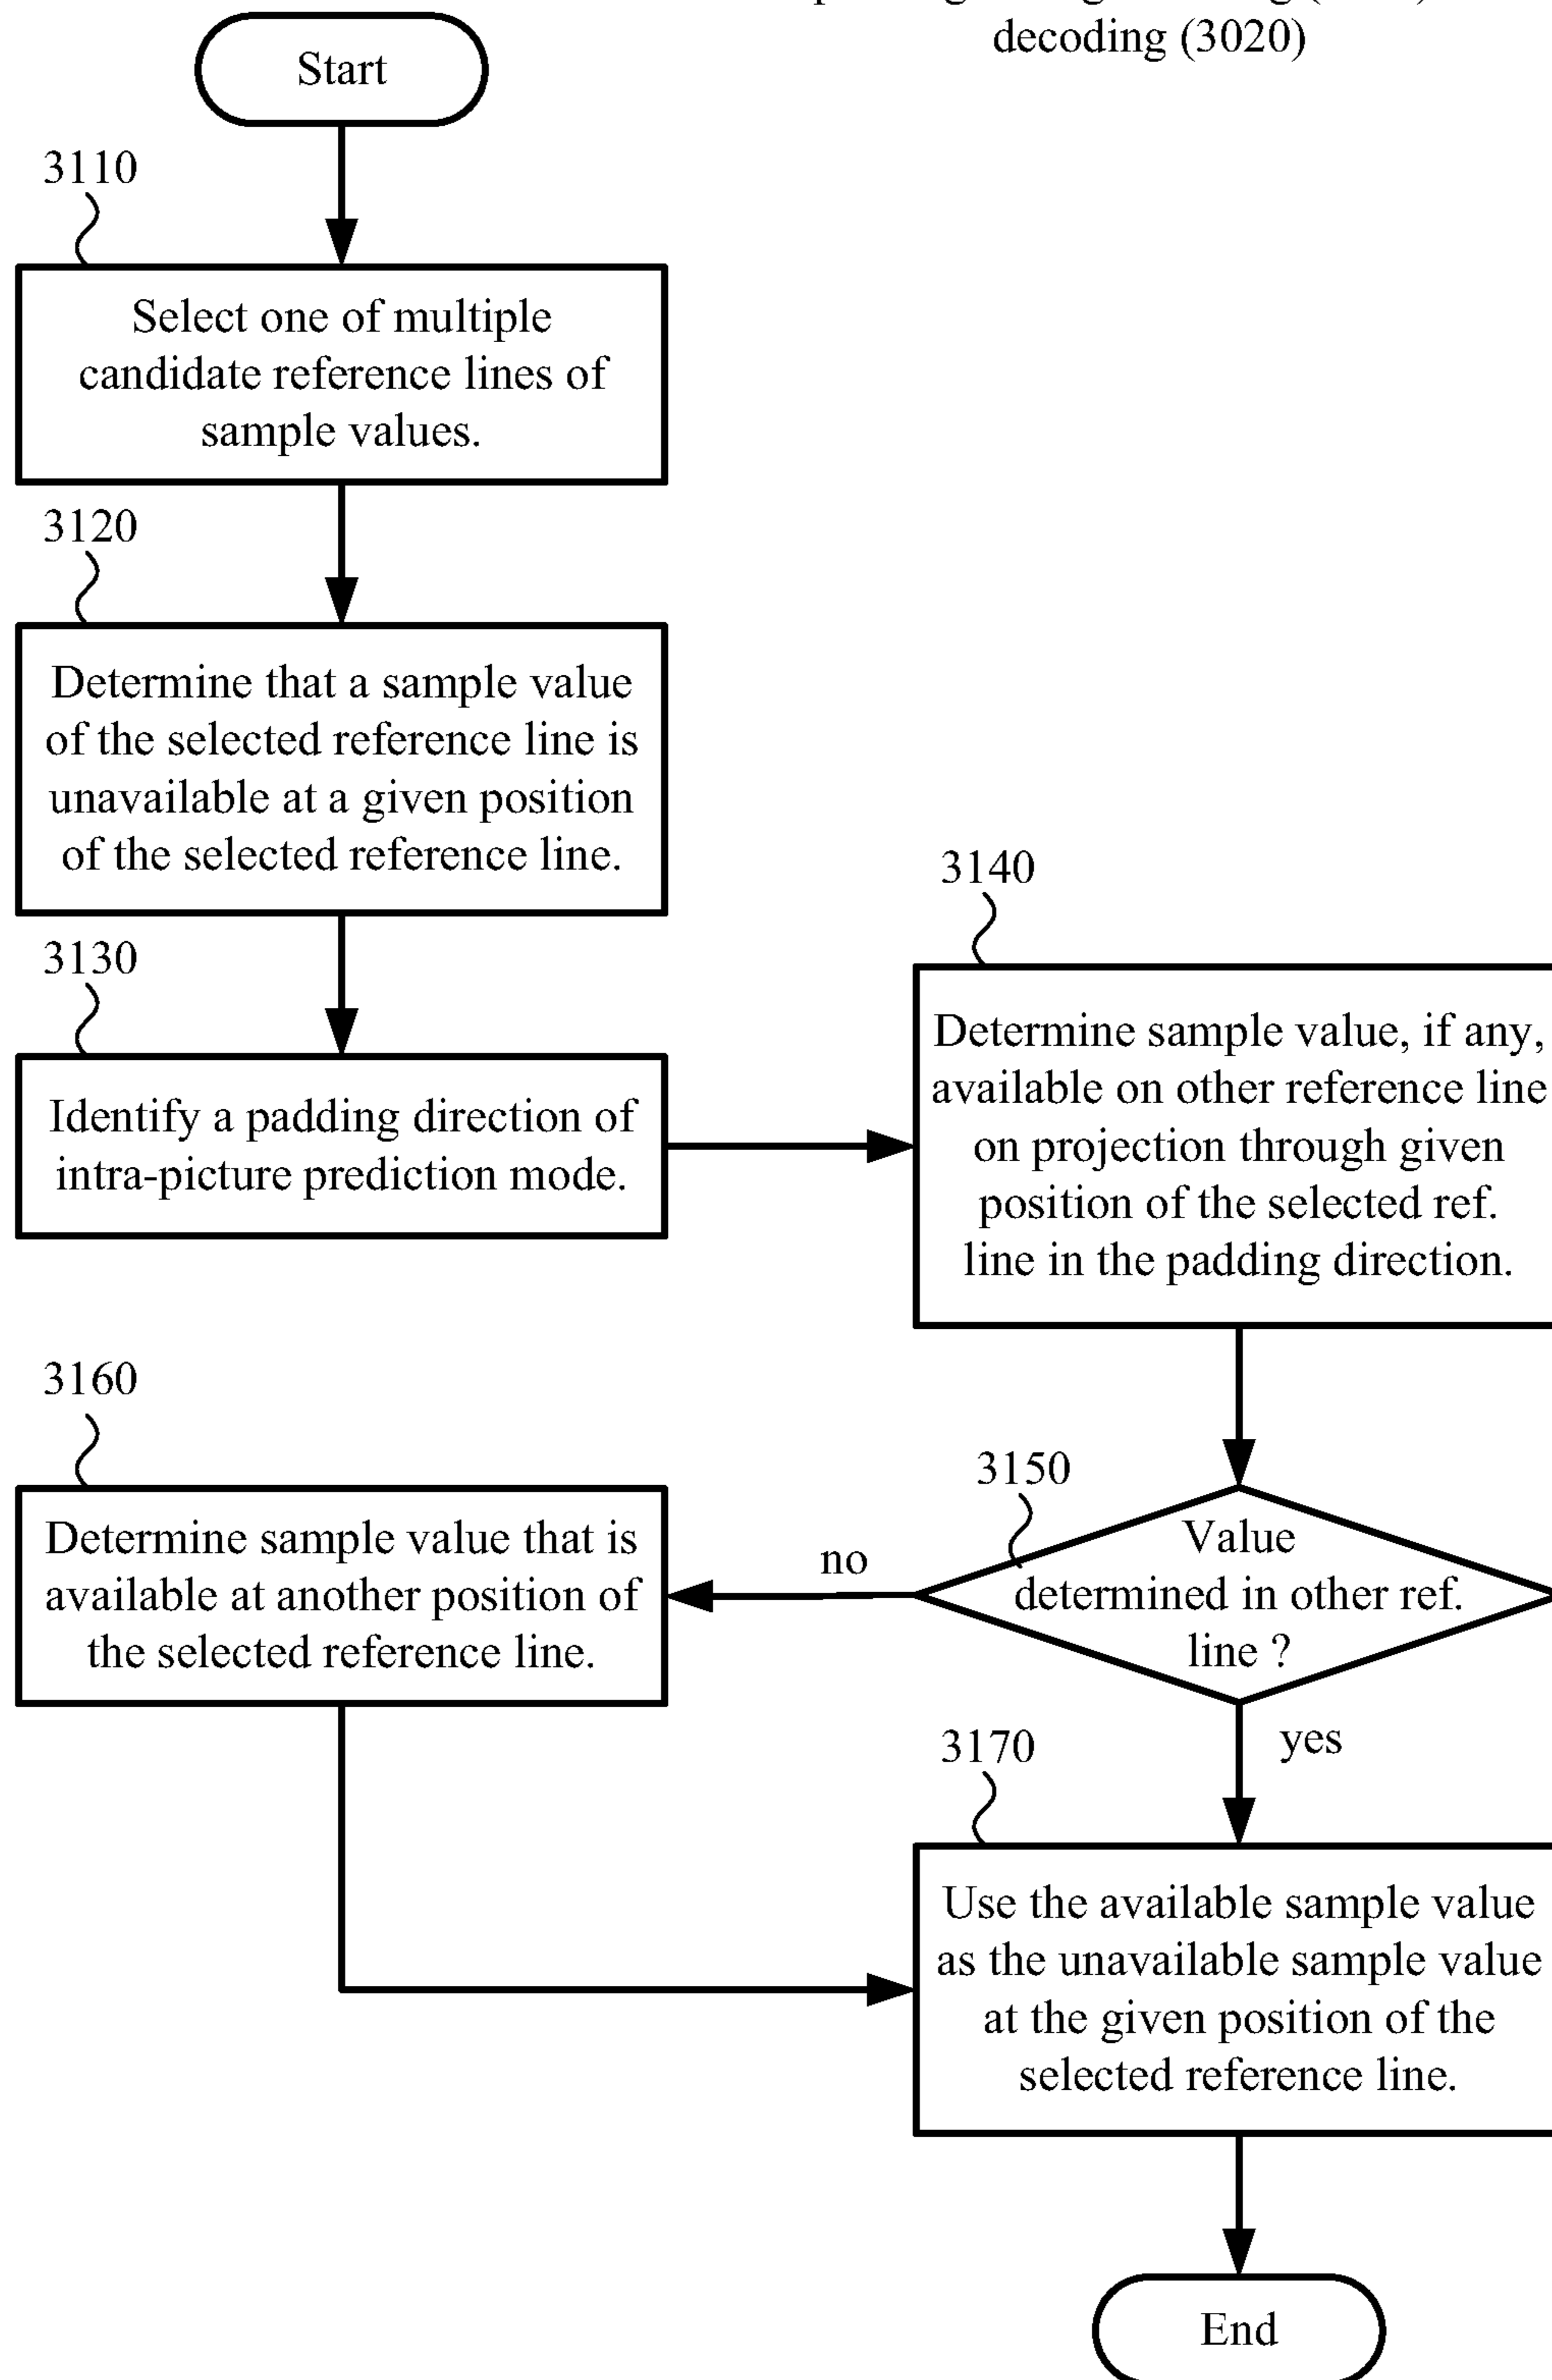 decoding (3020)
Start
3110
Select one of multiple
candidate reference lines of
sample values.
3120
Determine that a sample value
of the selected reference line is
unavailable at a given position
of the selected reference line.
3130
Identify a padding direction of
intra-picture prediction mode.
3140
Determine sample value, if any,
available on other reference line
on projection through given
position of the selected ref.
line in the padding direction.
3150
Value
determined in other ref.
line ?
no
yes
3160
Determine sample value that is
available at another position of
the selected reference line.
3170
Use the available sample value
as the unavailable sample value
at the given position of the
selected reference line.
End